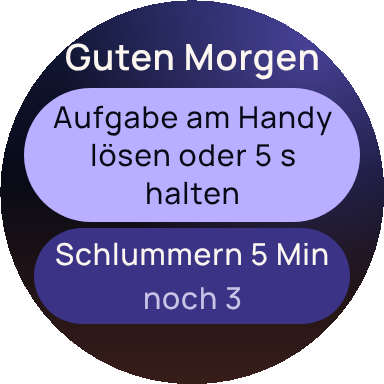 Guten Morgen
Aufgabe am Handy
lösen oder 5 s
halten
Schlummern 5 Min
noch 3